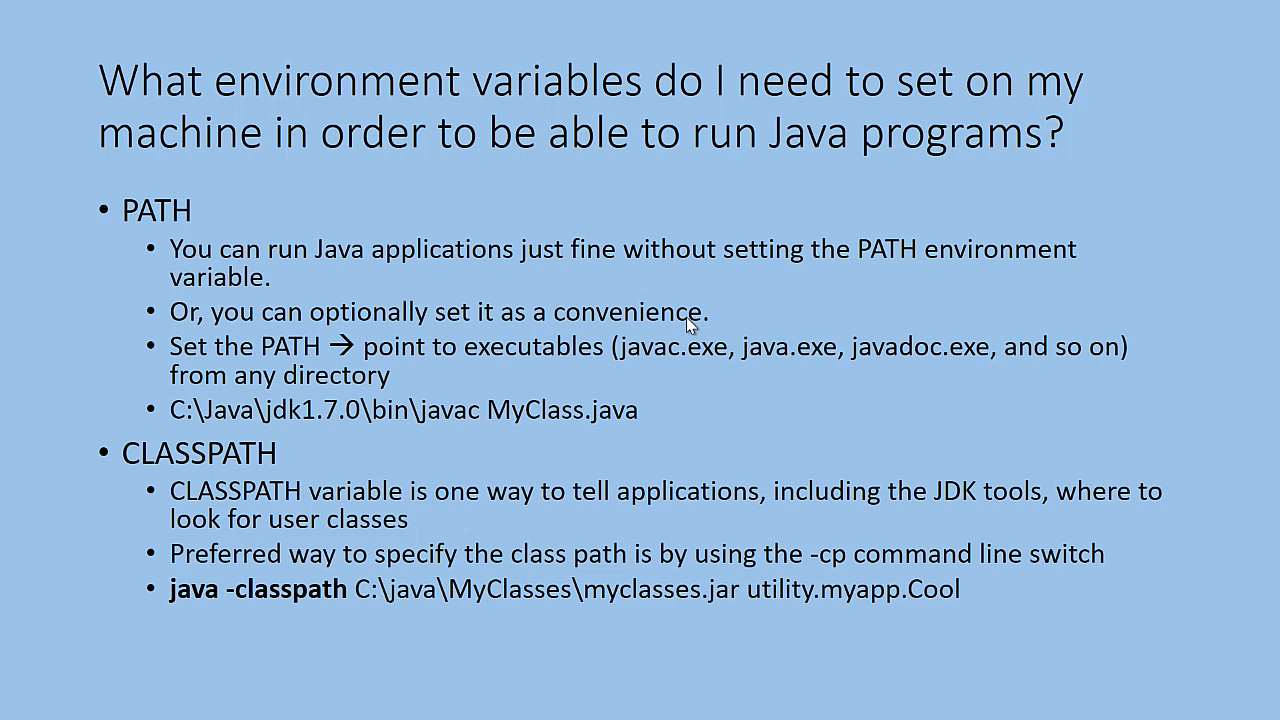 What environment variables do I need to set on my
machine in order to be able to run Java programs?
• PATH
• You can run Java applications just fine without setting the PATH environment
variable.
• Or, you can optionally set it as a convenience.
• Set the PATH → point to executables (javac.exe, java.exe, javadoc.exe, and so on)
from any directory
• C:\Java\jdk1.7.0\bin\javac MyClass.java
• CLASSPATH
• CLASSPATH variable is one way to tell applications, including the JDK tools, where to
look for user classes
• Preferred way to specify the class path is by using the -cp command line switch
• java -classpath C:\java\MyClasses\myclasses.jar utility.myapp.Cool